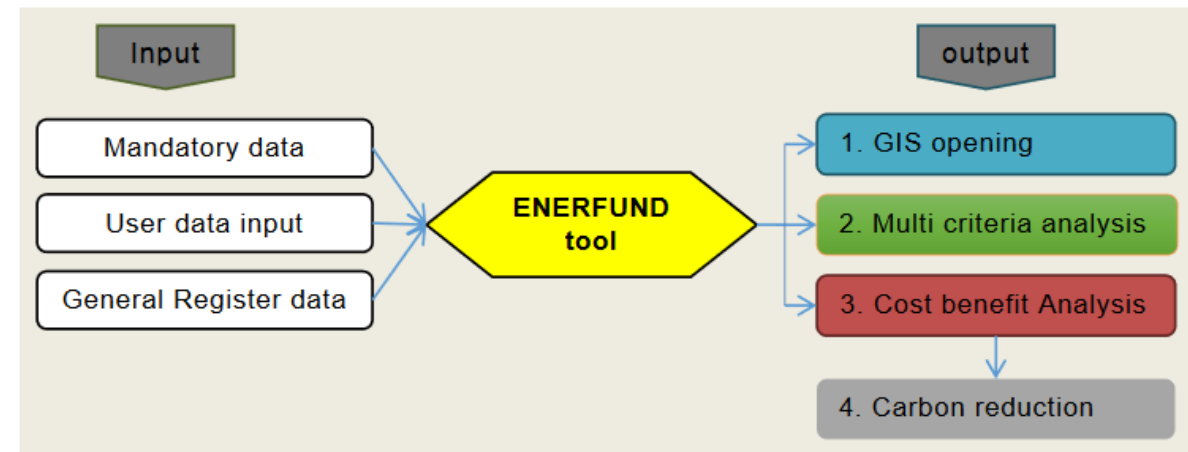 Input
output
Mandatory data
User data input
General Register data
ENERFUND
tool
1. GIS opening
2. Multi criteria analysis
3. Cost benefit Analysis
4. Carbon reduction